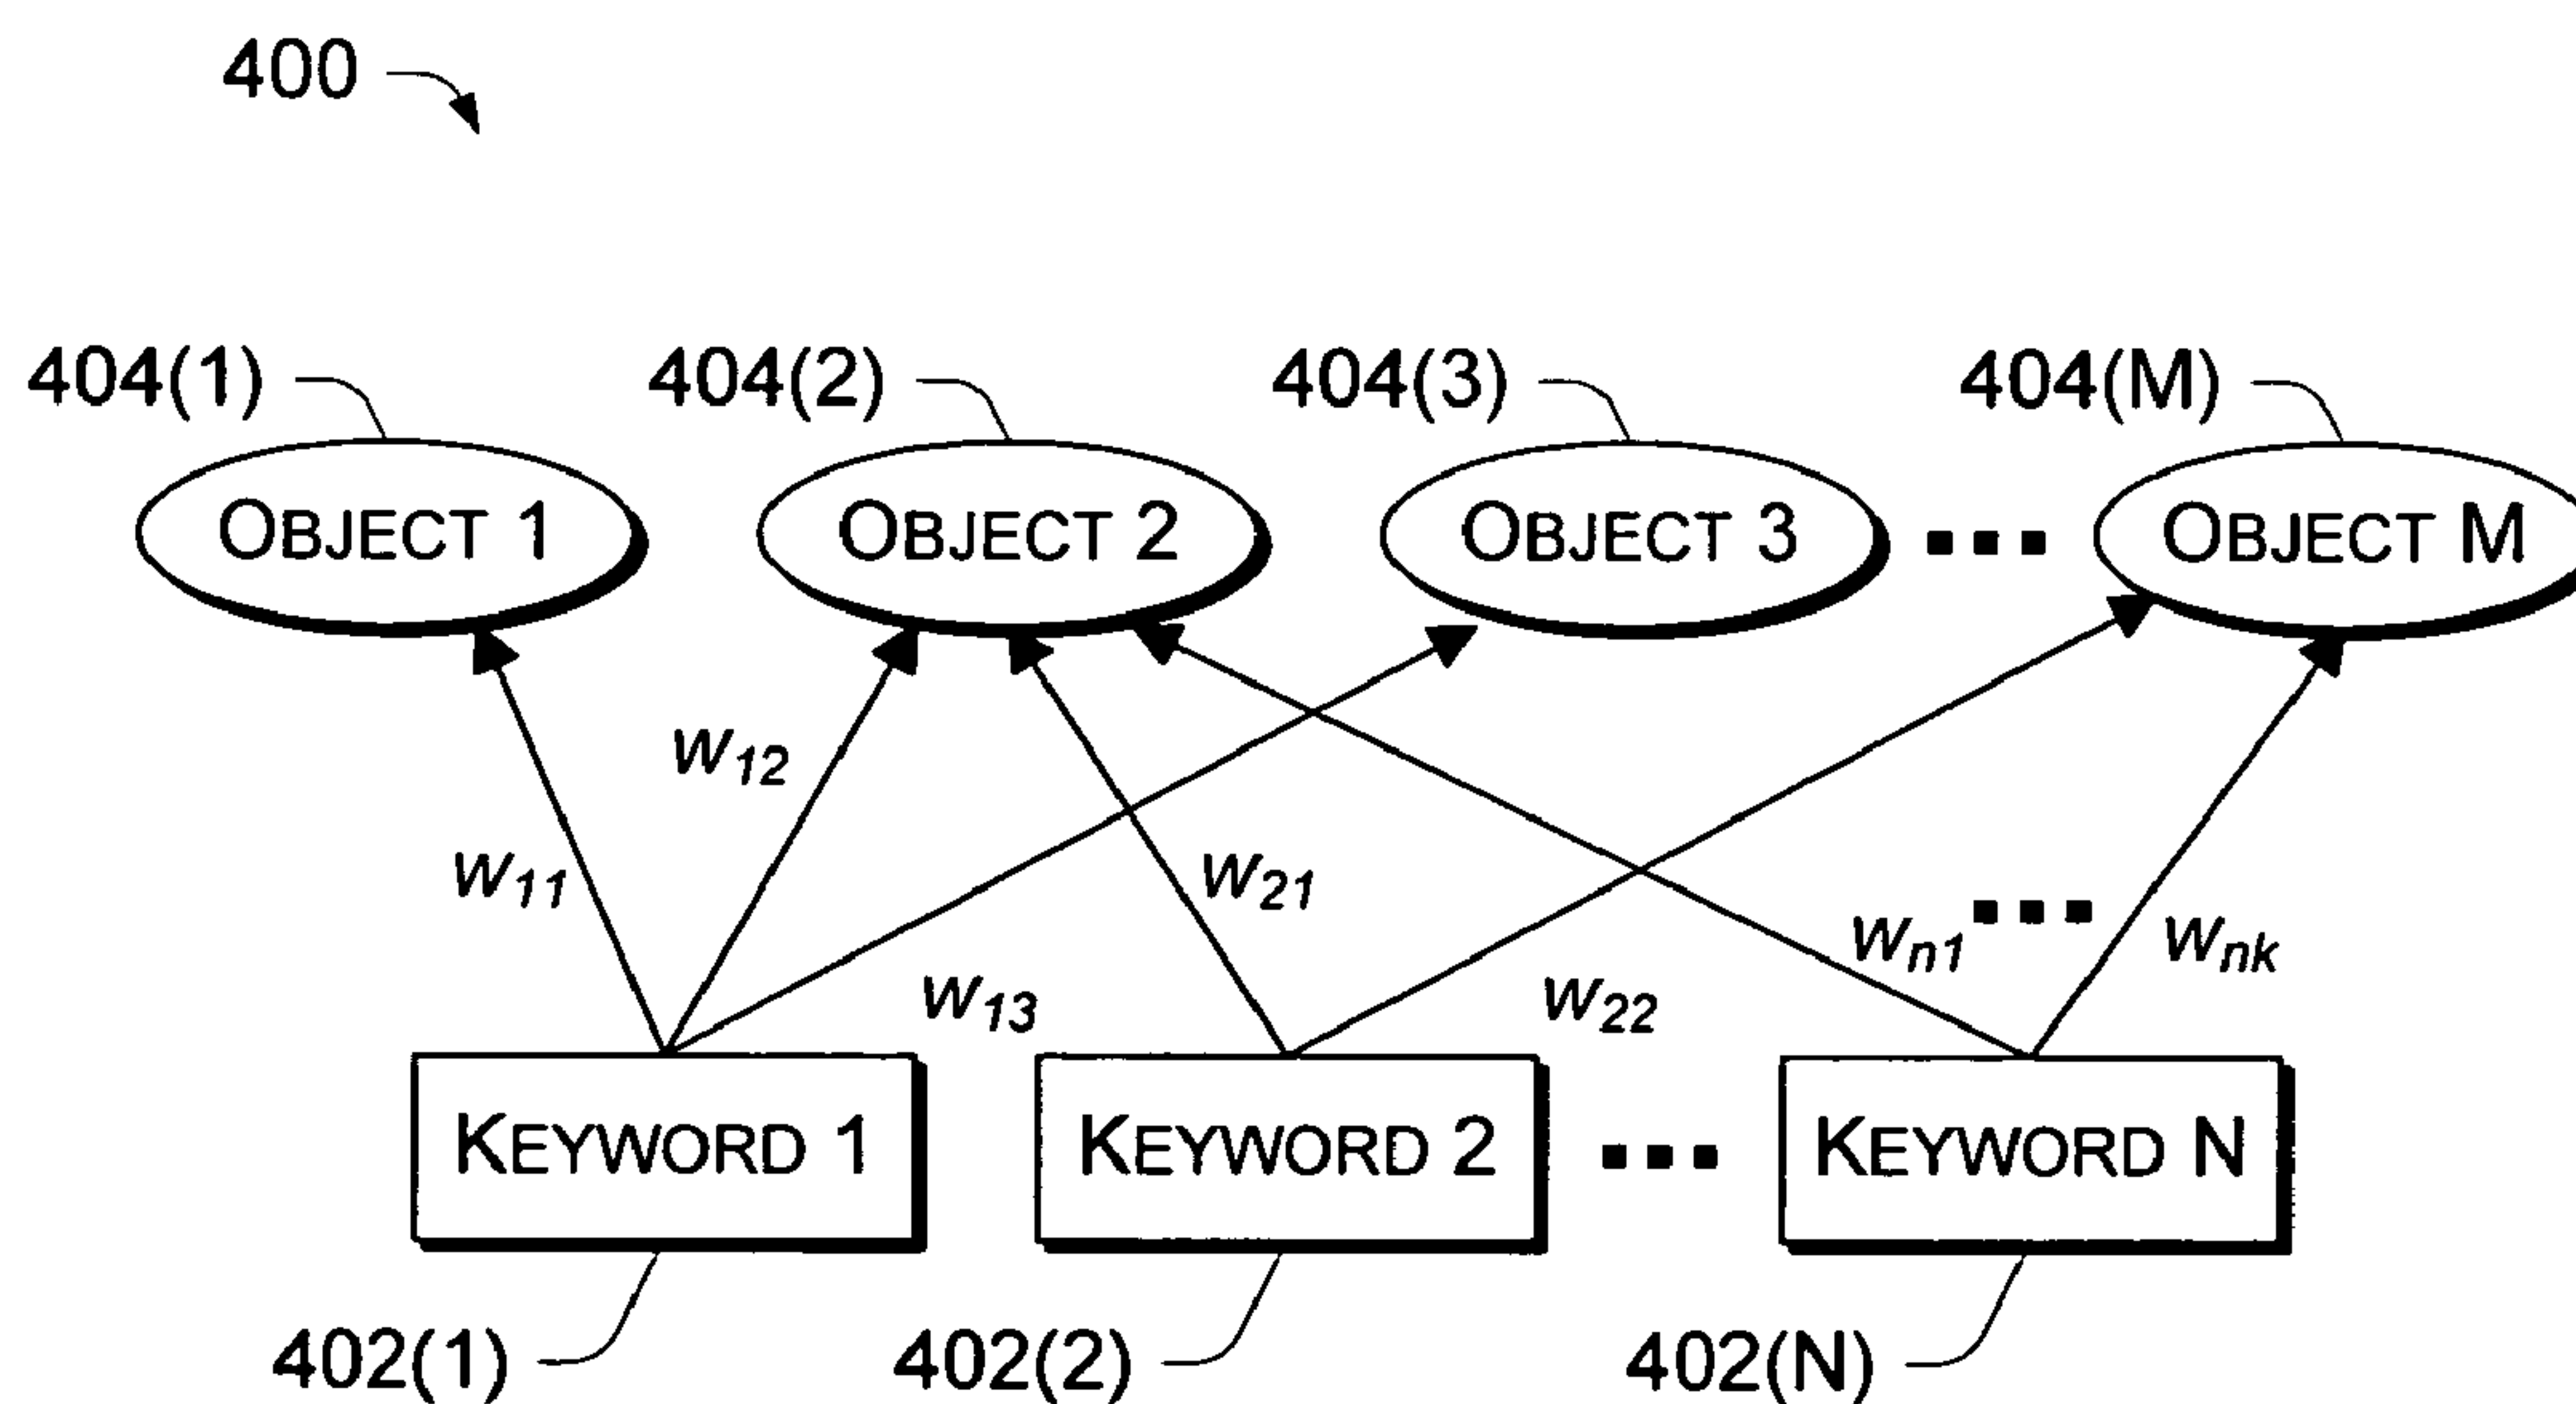 400
404(1) 404(2) 404(3) 404(M)
OBJECT 1 OBJECT 2 OBJECT 3 ... OBJECT M
w12
w11 w21
wn1 ... wnk
w13 w22
KEYWORD 1 KEYWORD 2 ... KEYWORD N
402(1) 402(2) 402(N)